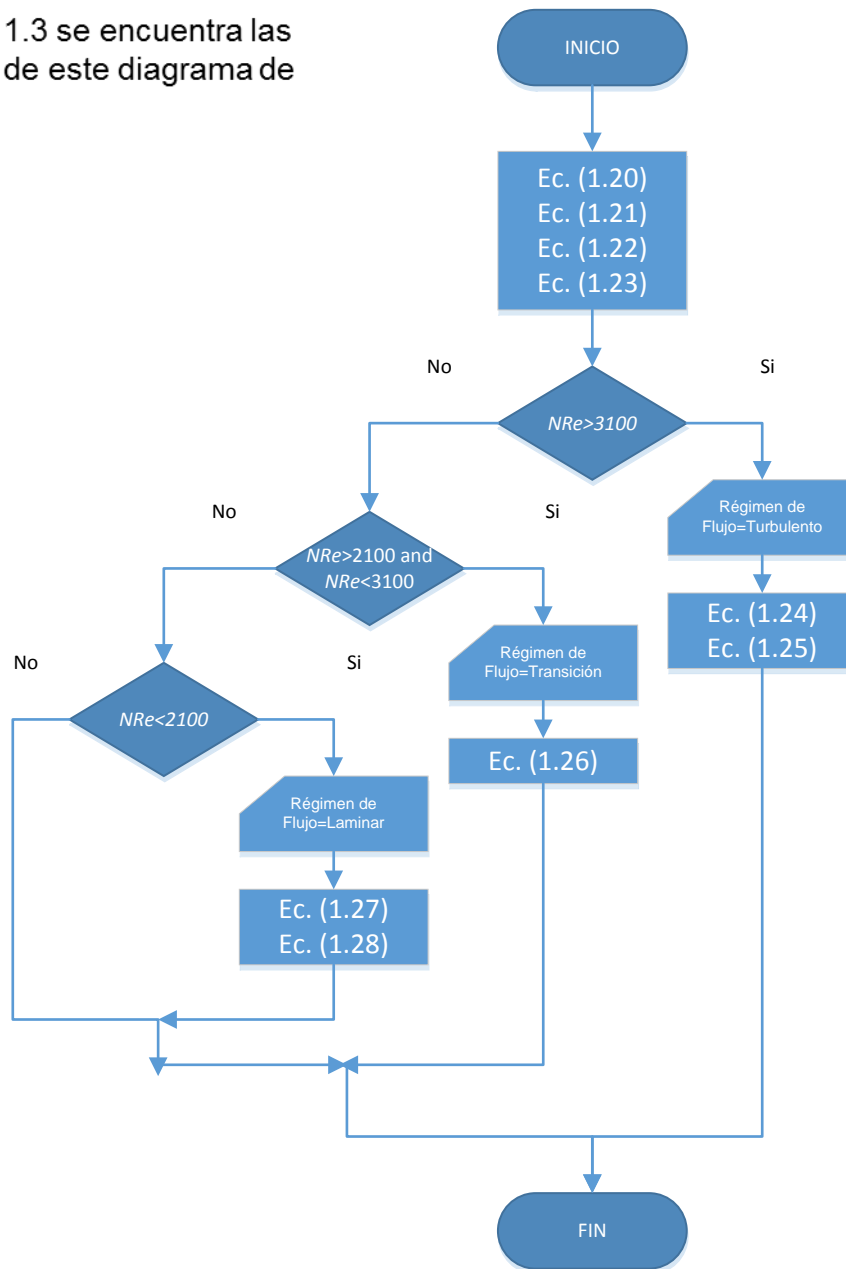 1.3 se encuentra las
de este diagrama de
INICIO
Ec. (1.20)
Ec. (1.21)
Ec. (1.22)
Ec. (1.23)
No
Si
NRe>3100
No
Si
Régimen de
Flujo=Turbulento
NRe>2100 and
NRe<3100
Ec. (1.24)
Ec. (1.25)
No
Si
Régimen de
Flujo=Transición
NRe<2100
Ec. (1.26)
Régimen de
Flujo=Laminar
Ec. (1.27)
Ec. (1.28)
FIN